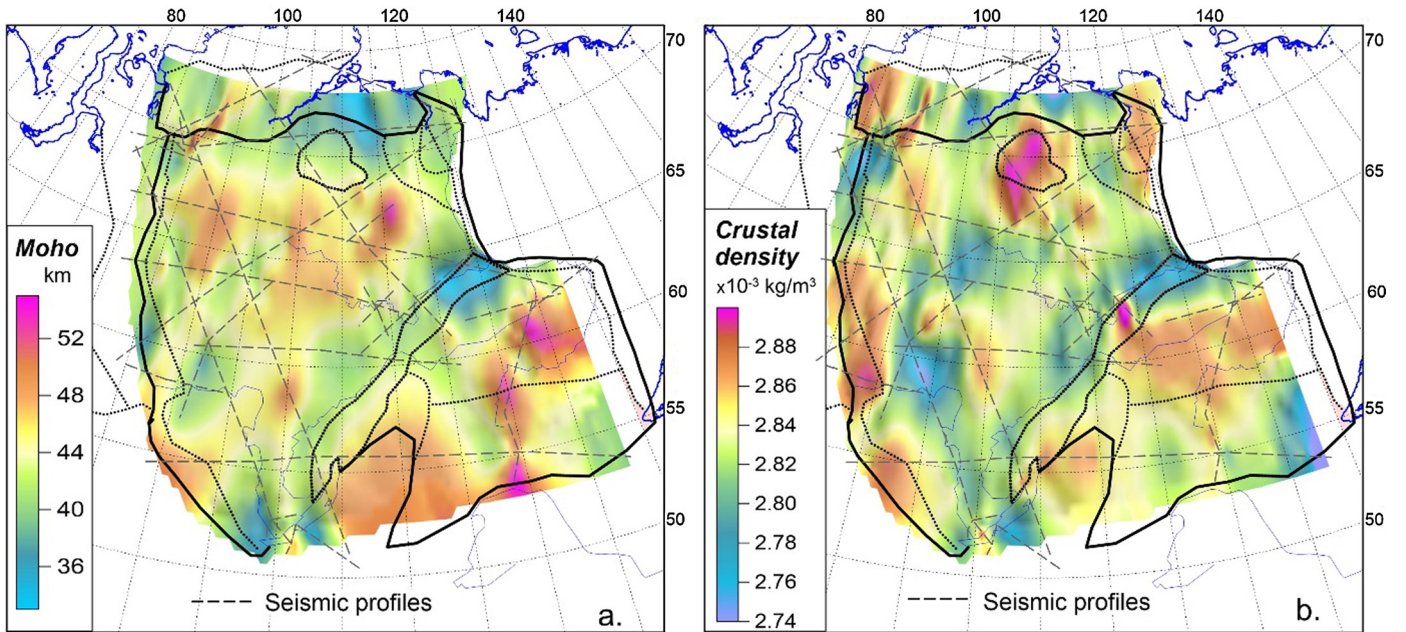 80 100 120 140
70
65
60
55
50
Moho
km
52
48
44
40
36
Seismic profiles
a.
80 100 120 140
70
65
60
55
50
Crustal
density
x10⁻³ kg/m³
2.88
2.86
2.84
2.82
2.80
2.78
2.76
2.74
Seismic profiles
b.